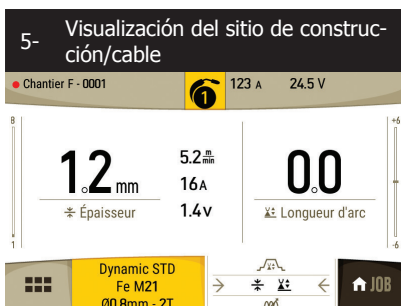 5-
Visualización del sitio de construc-
ción/cable
Chantier F - 0001
1
123 A
24.5 V
8
1.2 mm
Épaisseur
1
5.2 m/min
16A
1.4V
0.0
Longueur d'arc
+6
-6
Dynamic STD
Fe M21
Ø0.8mm - 2T
JOB